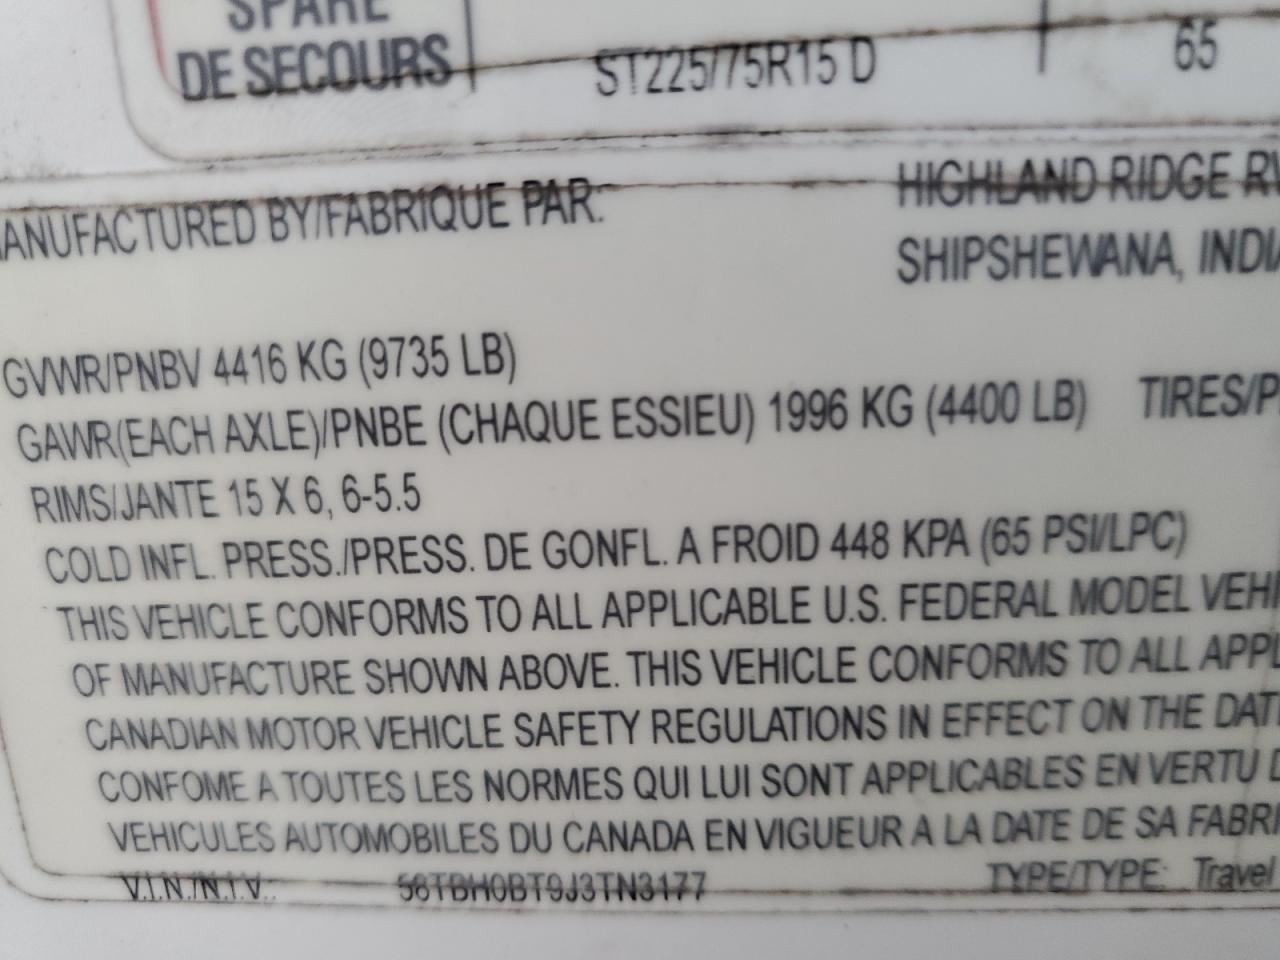 SPARE
DE SECOURS ST225/75R15 D 65
ANUFACTURED BY/FABRIQUE PAR: HIGHLAND RIDGE RV
SHIPSHEWANA, INDIA
GVWR/PNBV 4416 KG (9735 LB)
GAWR(EACH AXLE)/PNBE (CHAQUE ESSIEU) 1996 KG (4400 LB) TIRES/P
RIMS/JANTE 15 X 6, 6-5.5
COLD INFL. PRESS./PRESS. DE GONFL. A FROID 448 KPA (65 PSI/LPC)
THIS VEHICLE CONFORMS TO ALL APPLICABLE U.S. FEDERAL MODEL VEHI
OF MANUFACTURE SHOWN ABOVE. THIS VEHICLE CONFORMS TO ALL APPL
CANADIAN MOTOR VEHICLE SAFETY REGULATIONS IN EFFECT ON THE DAT
CONFOME A TOUTES LES NORMES QUI LUI SONT APPLICABLES EN VERTU D
VEHICULES AUTOMOBILES DU CANADA EN VIGUEUR A LA DATE DE SA FABRI
V.I.N./N.I.V.: TYPE/TYPE: Travel